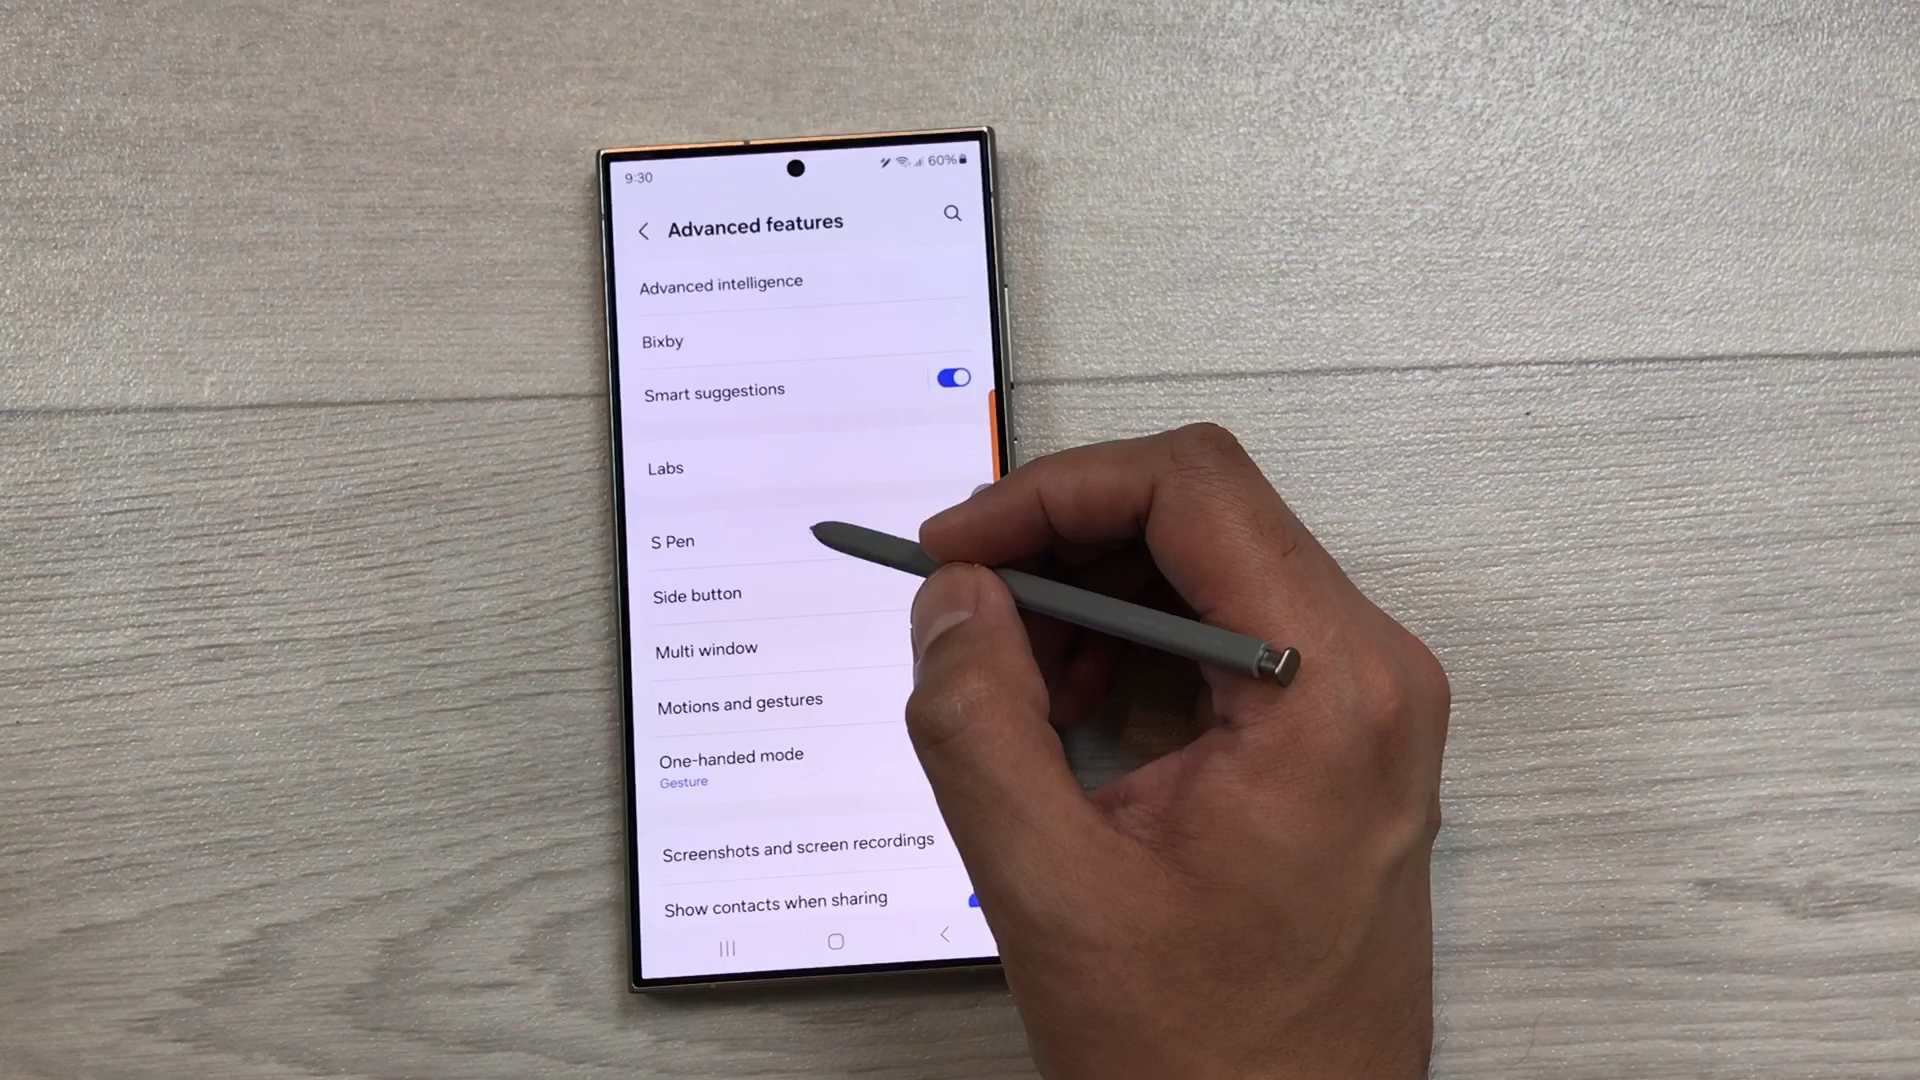 9:30
60%
Advanced features
Advanced intelligence
Bixby
Smart suggestions
Labs
S Pen
Side button
Multi window
Motions and gestures
One-handed mode
Gesture
Screenshots and screen recordings
Show contacts when sharing